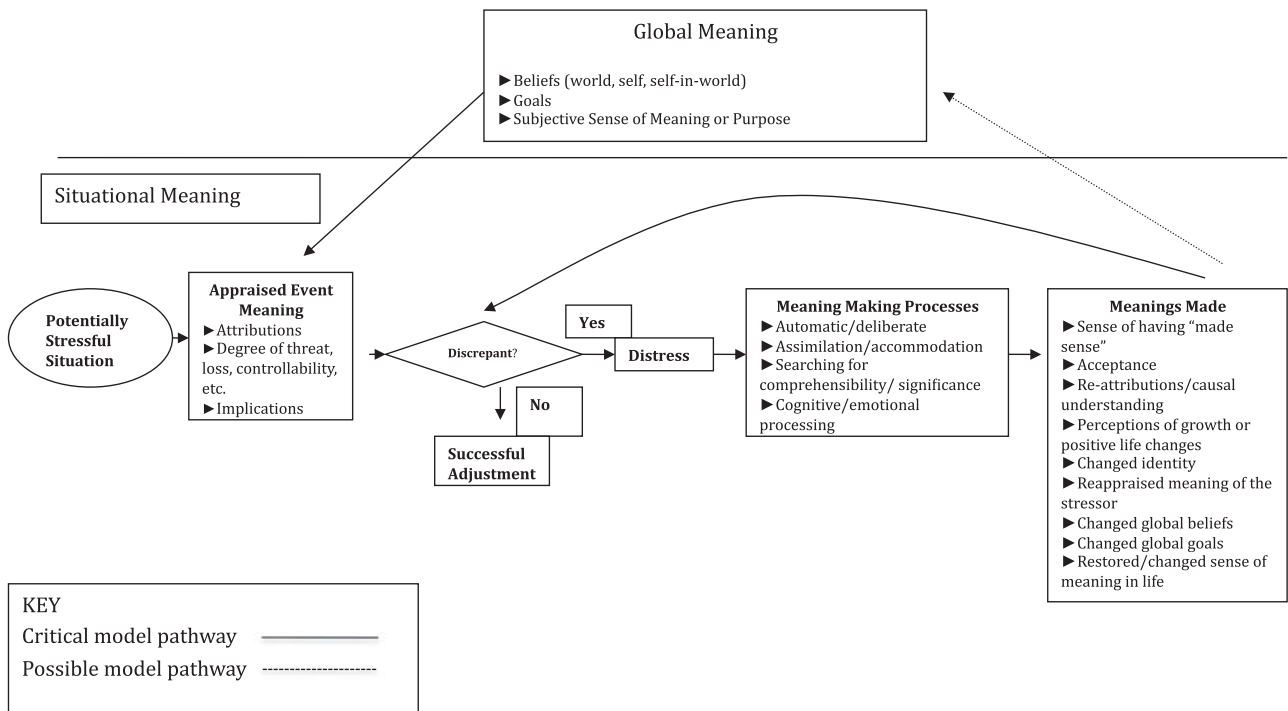 Global Meaning
►Beliefs (world, self, self-in-world)
►Goals
►Subjective Sense of Meaning or Purpose
Situational Meaning
Potentially
Stressful
Situation
Appraised Event
Meaning
►Attributions
►Degree of threat,
loss, controllability,
etc.
►Implications
Discrepant?
Yes
Distress
No
Successful
Adjustment
Meaning Making Processes
►Automatic/deliberate
►Assimilation/accommodation
►Searching for
comprehensibility/ significance
►Cognitive/emotional
processing
Meanings Made
►Sense of having “made
sense”
►Acceptance
►Re-attributions/causal
understanding
►Perceptions of growth or
positive life changes
►Changed identity
►Reappraised meaning of the
stressor
►Changed global beliefs
►Changed global goals
►Restored/changed sense of
meaning in life
KEY
Critical model pathway
Possible model pathway